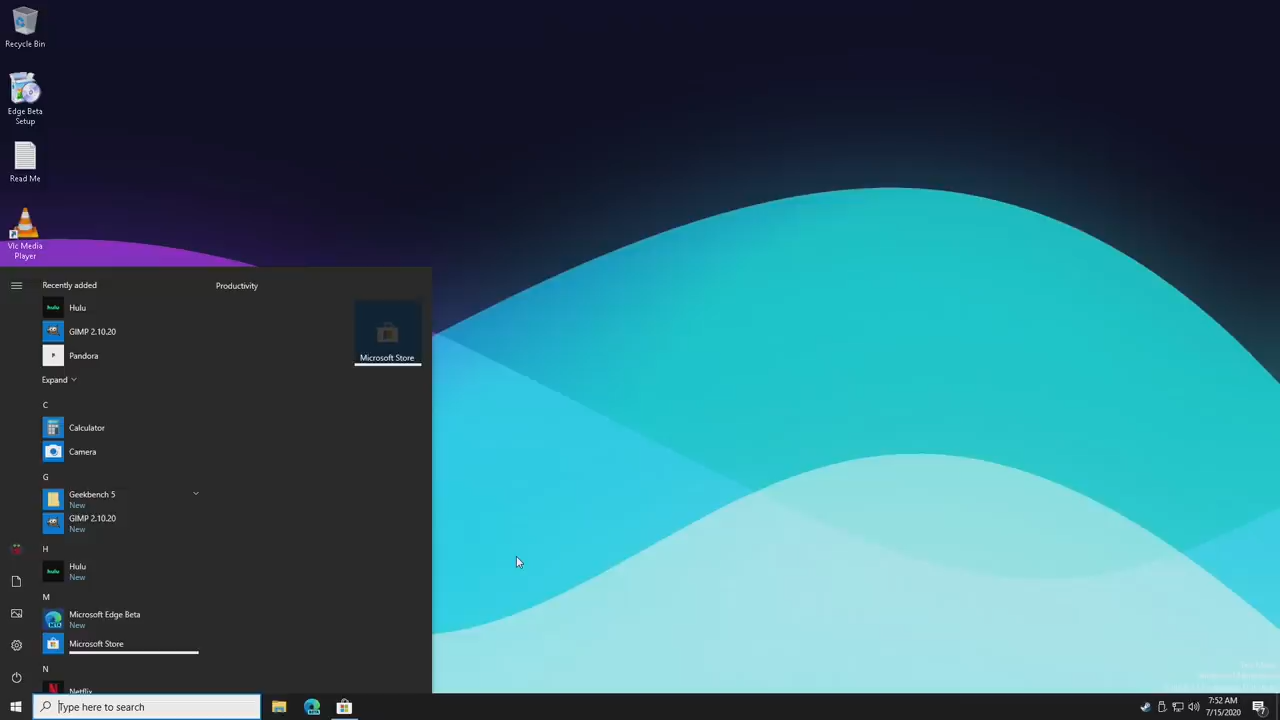 Recycle Bin
Edge Beta
Setup
Read Me
Vlc Media
Player
Recently added
Hulu
GIMP 2.10.20
Pandora
Expand
C
Calculator
Camera
G
Geekbench 5
New
GIMP 2.10.20
New
H
hulu
Hulu
New
M
BETA
Microsoft Edge Beta
New
Microsoft Store
N
Netflix
Productivity
Microsoft Store
Type here to search
7:52 AM
7/15/2020